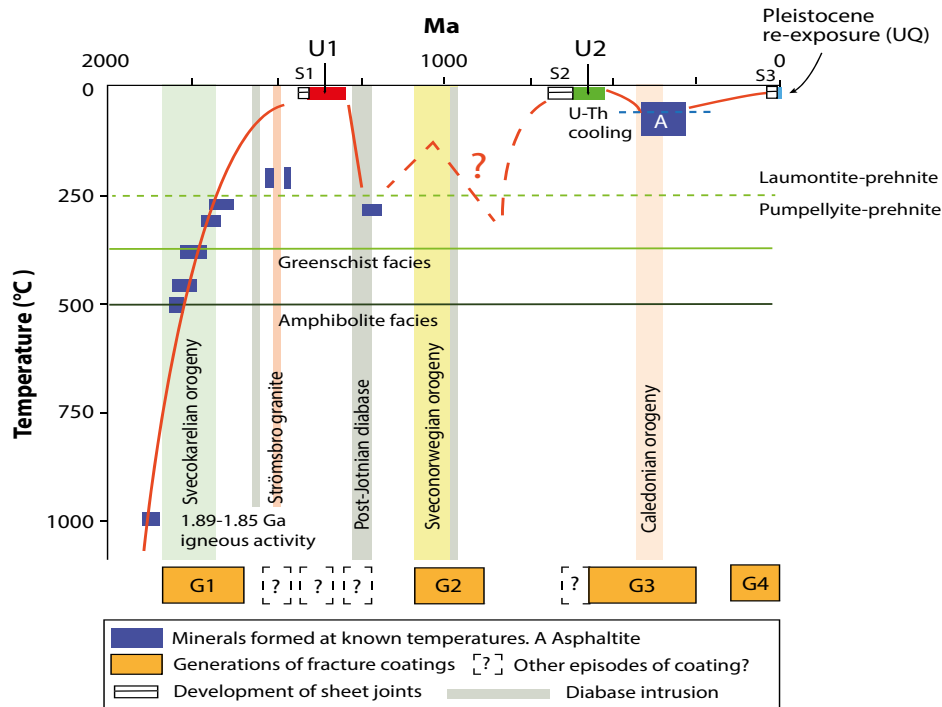 Ma
Pleistocene
re-exposure (UQ)
2000
U1
1000
U2
0
S1
S2
S3
0
250
500
750
1000
Temperature (°C )
U-Th
cooling
A
?
Laumontite-prehnite
Pumpellyite-prehnite
Greenschist facies
Amphibolite facies
Svecokarelian orogeny
Strömsbro granite
Post-Jotnian diabase
Sveconorwegian orogeny
Caledonian orogeny
1.89-1.85 Ga
igneous activity
G1
?
?
?
G2
?
G3
G4
Minerals formed at known temperatures. A Asphaltite
Generations of fracture coatings
? Other episodes of coating?
Development of sheet joints
Diabase intrusion